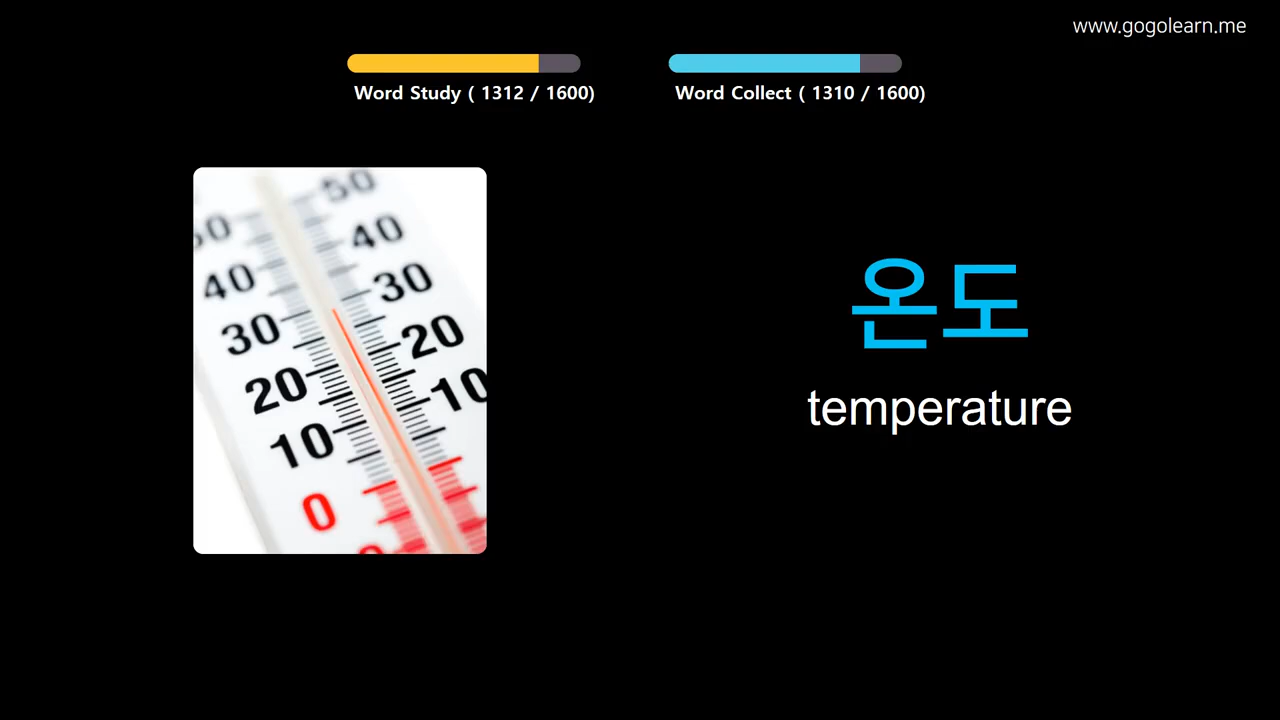 www.gogolearn.me
Word Study ( 1312 / 1600)
Word Collect ( 1310 / 1600)
50
50
40
40
30
30
20
20
10
10
0
온도
temperature